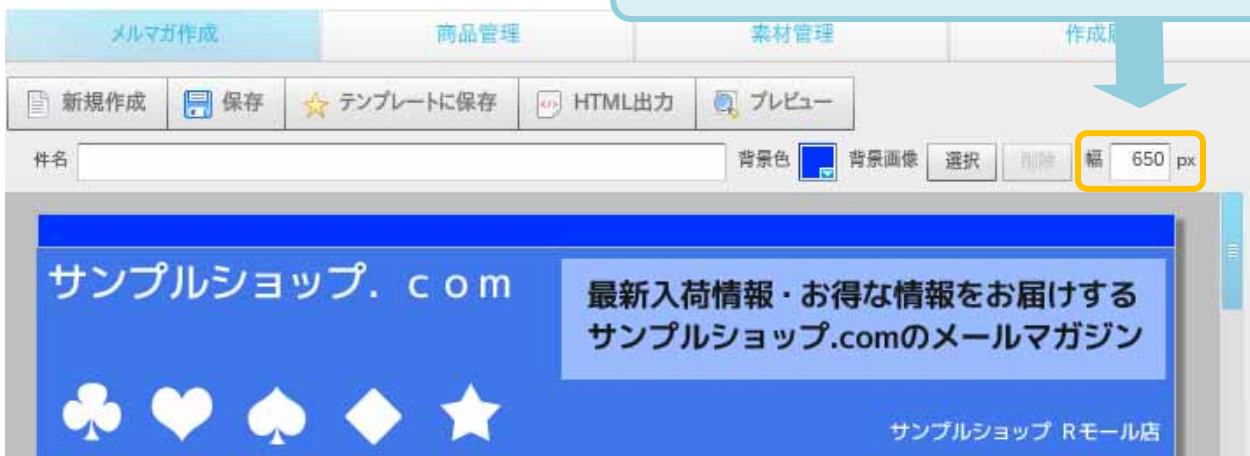 メルマガ作成 商品管理 素材管理 作成
新規作成 保存 テンプレートに保存 HTML出力 プレビュー
件名 背景色 背景画像 選択 削除 幅 650 px
サンプルショップ．ｃｏｍ
最新入荷情報・お得な情報をお届けする
サンプルショップ.comのメールマガジン
サンプルショップ Rモール店